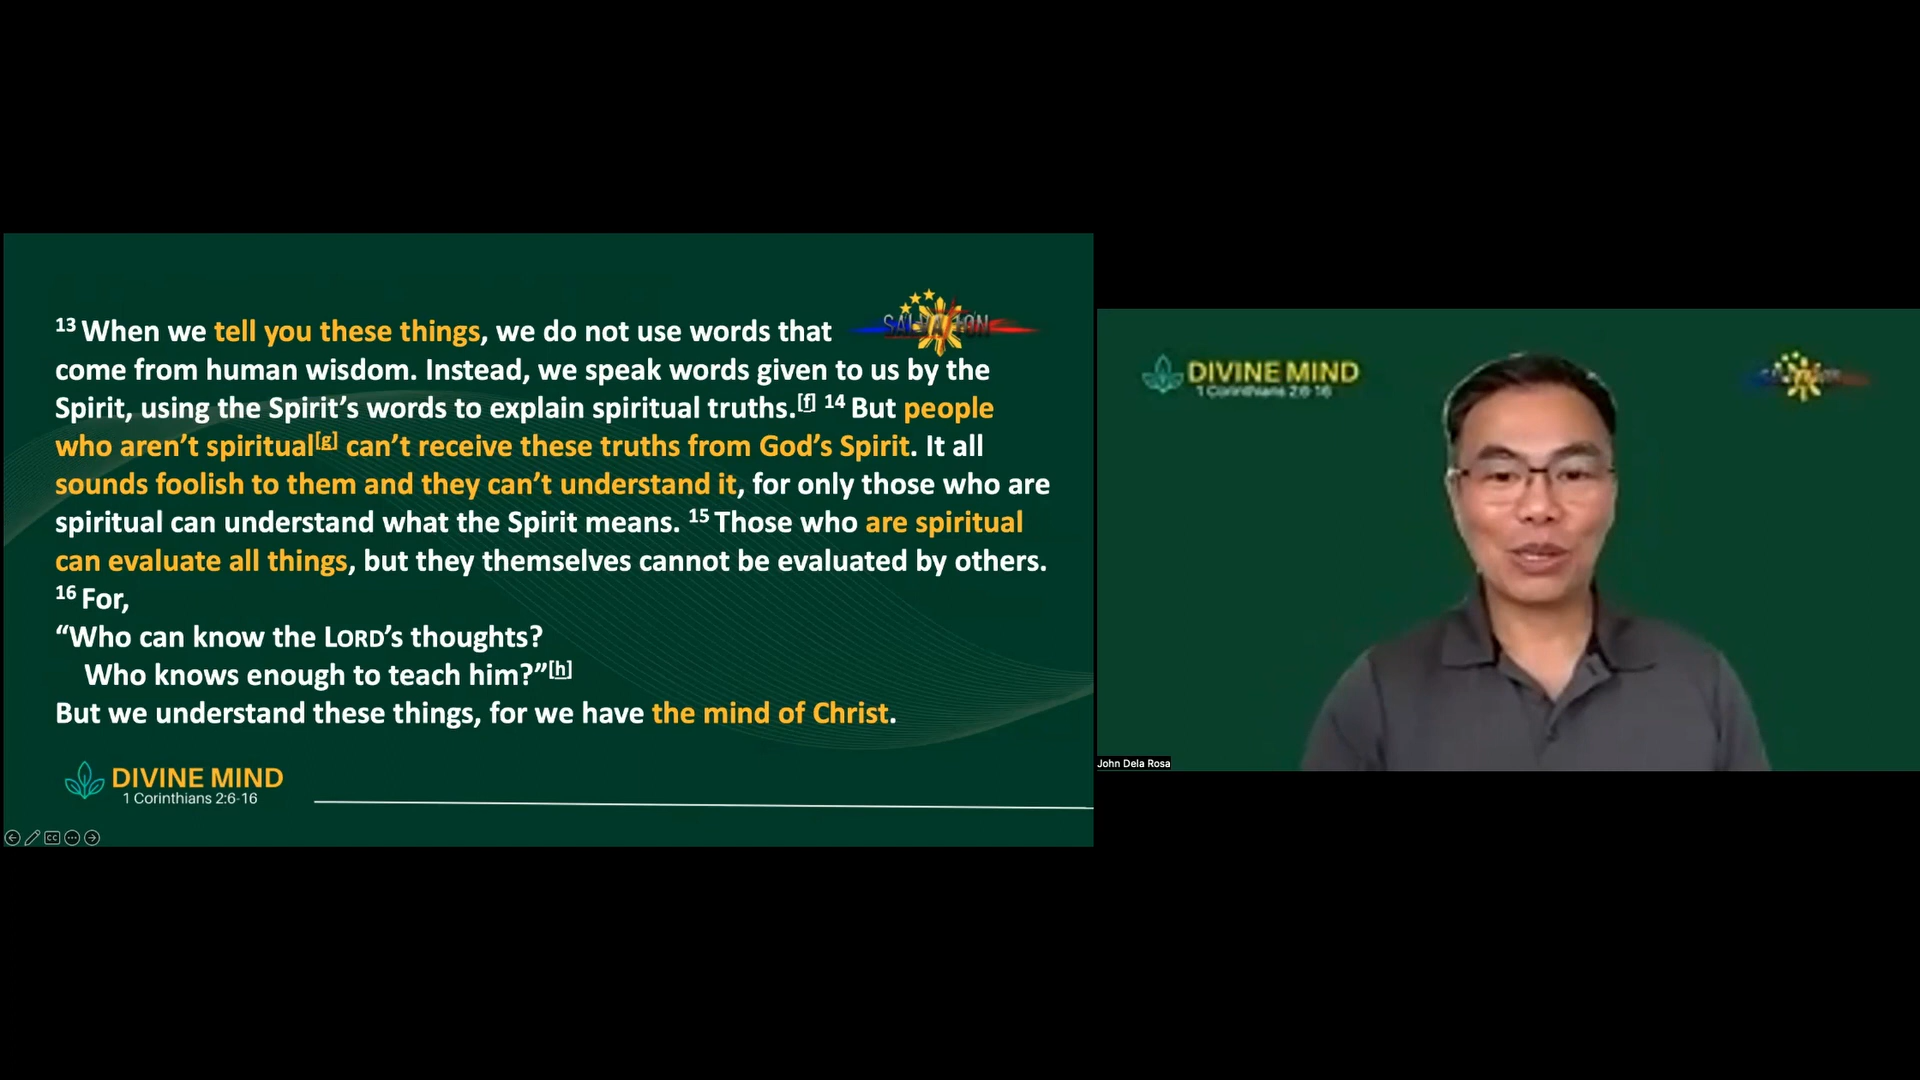 13 When we tell you these things, we do not use words that
come from human wisdom. Instead, we speak words given to us by the
Spirit, using the Spirit’s words to explain spiritual truths.[f] 14 But people
who aren’t spiritual[g] can’t receive these truths from God’s Spirit. It all
sounds foolish to them and they can’t understand it, for only those who are
spiritual can understand what the Spirit means. 15 Those who are spiritual
can evaluate all things, but they themselves cannot be evaluated by others.
16 For,
“Who can know the LORD’s thoughts?
Who knows enough to teach him?”[h]
But we understand these things, for we have the mind of Christ.
DIVINE MIND
1 Corinthians 2:6-16
CC
DIVINE MIND
1 Corinthians 2:6-16
John Dela Rosa